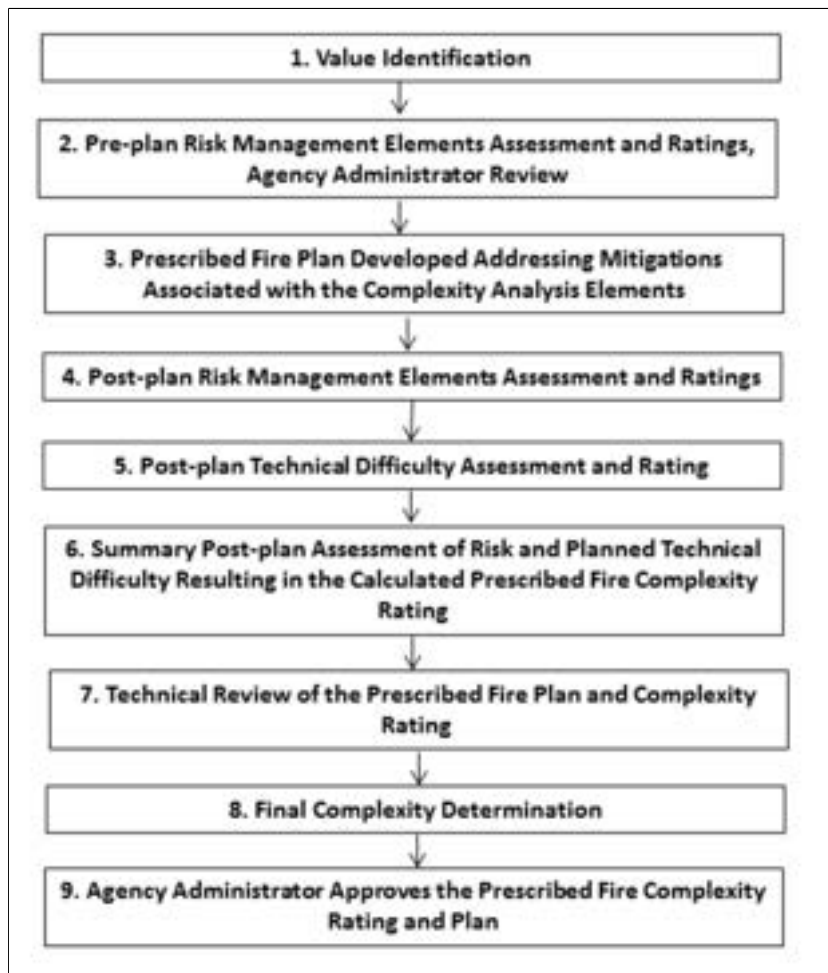 1. Value Identification
2. Pre-plan Risk Management Elements Assessment and Ratings,
Agency Administrator Review
3. Prescribed Fire Plan Developed Addressing Mitigations
Associated with the Complexity Analysis Elements
4. Post-plan Risk Management Elements Assessment and Ratings
5. Post-plan Technical Difficulty Assessment and Rating
6. Summary Post-plan Assessment of Risk and Planned Technical
Difficulty Resulting in the Calculated Prescribed Fire Complexity
Rating
7. Technical Review of the Prescribed Fire Plan and Complexity
Rating
8. Final Complexity Determination
9. Agency Administrator Approves the Prescribed Fire Complexity
Rating and Plan